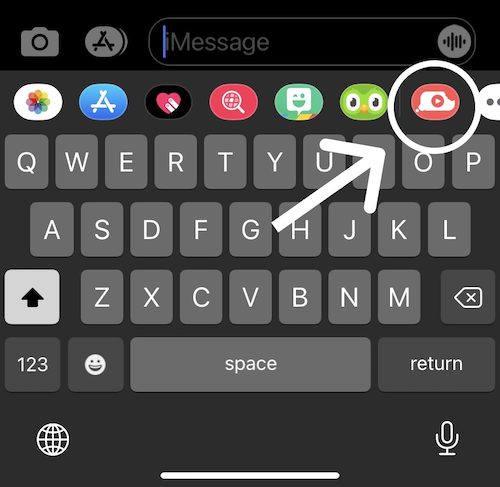 iMessage
Q W E R T Y U O P
A S D F G H J K L
Z X C V B N M
123 space return